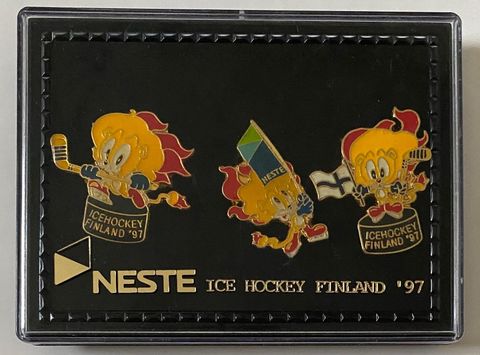 ICEHOCKEY
FINLAND '97
NESTE
ICEHOCKEY
FINLAND '97
NESTE ICE HOCKEY FINLAND '97